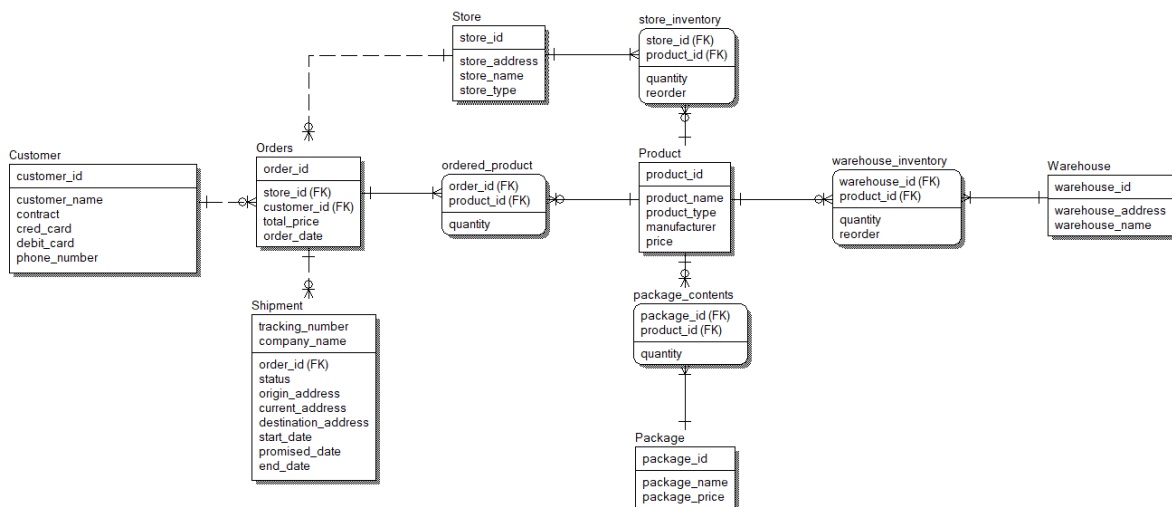 Store
store_id
store_address
store_name
store_type
store_inventory
store_id (FK)
product_id (FK)
quantity
reorder
Customer
customer_id
customer_name
contract
cred_card
debit_card
phone_number
Orders
order_id
store_id (FK)
customer_id (FK)
total_price
order_date
ordered_product
order_id (FK)
product_id (FK)
quantity
Product
product_id
product_name
product_type
manufacturer
price
warehouse_inventory
warehouse_id (FK)
product_id (FK)
quantity
reorder
Warehouse
warehouse_id
warehouse_address
warehouse_name
Shipment
tracking_number
company_name
order_id (FK)
status
origin_address
current_address
destination_address
start_date
promised_date
end_date
package_contents
package_id (FK)
product_id (FK)
quantity
Package
package_id
package_name
package_price